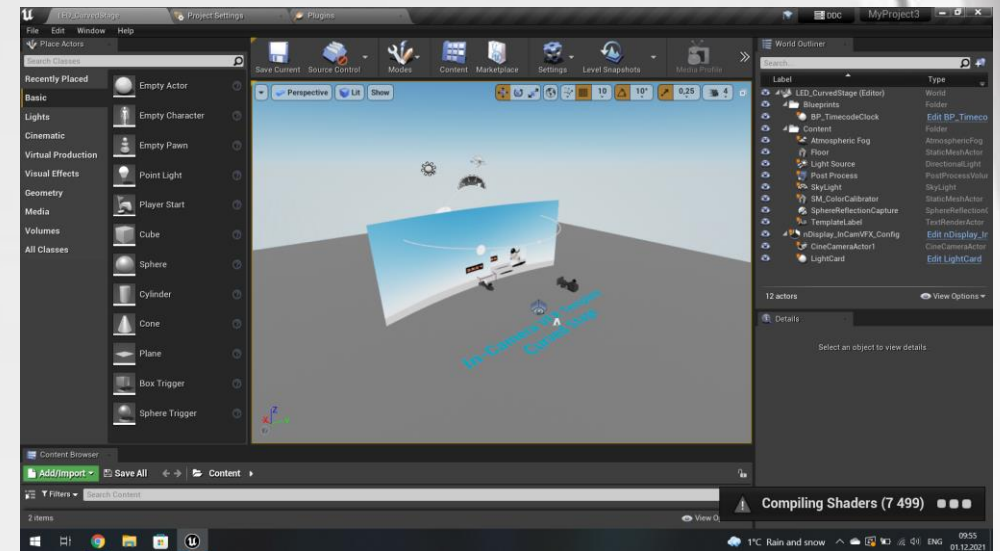 LED_CurvedStage
Project Settings
Plugins
DDC
MyProject3
File Edit Window Help
Place Actors
Search Classes
Recently Placed
Basic
Lights
Cinematic
Virtual Production
Visual Effects
Geometry
Media
Volumes
All Classes
Empty Actor
Empty Character
Empty Pawn
Point Light
Player Start
Cube
Sphere
Cylinder
Cone
Plane
Box Trigger
Sphere Trigger
Save Current Source Control Modes Content Marketplace Settings Level Snapshots Media Profile
Perspective Lit Show 10 10° 0,25 4
In-Camera VFX
Curved Stage
Z
X
Y
World Outliner
Search...
Label Type
LED_CurvedStage (Editor) World
Blueprints Folder
BP_TimecodeClock Edit BP_Timeco
Content Folder
Atmospheric Fog AtmosphericFog
Floor StaticMeshActor
Light Source DirectionalLight
Post Process PostProcessVolu
SkyLight SkyLight
SM_ColorCalibrator StaticMeshActor
SphereReflectionCapture SphereReflectionC
TemplateLabel TextRenderActor
nDisplay_InCamVFX_Config Edit nDisplay_In
CineCameraActor1 CineCameraActor
LightCard Edit LightCard
12 actors View Options
Details
Select an object to view details.
Content Browser
Add/Import Save All Content
Filters Search Content
2 items View O
Compiling Shaders (7 499)
1°C Rain and snow ENG 09:55
01.12.2021